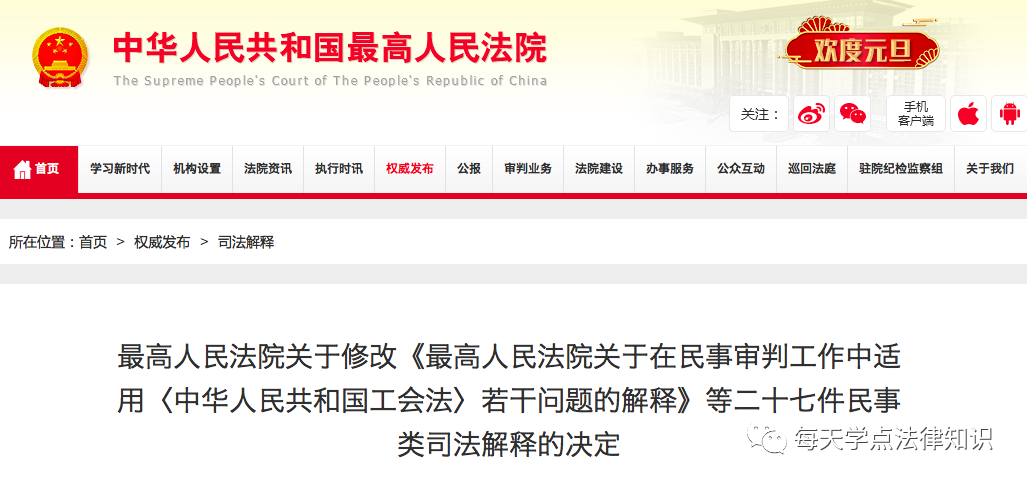 中华人民共和国最高人民法院
The Supreme People's Court of The People's Republic of China
欢度元旦
关注：
手机
客户端
首页 学习新时代 机构设置 法院资讯 执行时讯 权威发布 公报 审判业务 法院建设 办事服务 公众互动 巡回法庭 驻院纪检监察组 关于我们
所在位置：首页 > 权威发布 > 司法解释
最高人民法院关于修改《最高人民法院关于在民事审判工作中适
用〈中华人民共和国工会法〉若干问题的解释》等二十七件民事
类司法解释的决定
每天学点法律知识